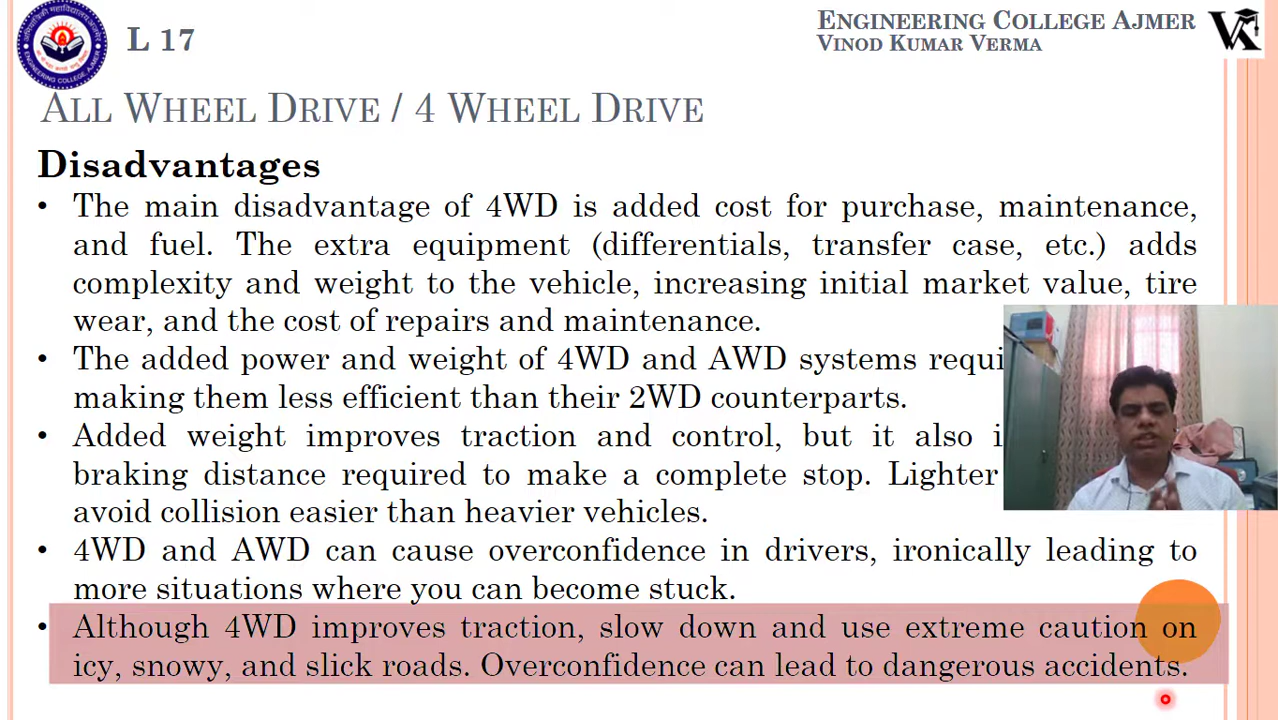 L 17
ENGINEERING COLLEGE AJMER
VINOD KUMAR VERMA
ENGINEERING COLLEGE, AJMER
ALL WHEEL DRIVE / 4 WHEEL DRIVE
Disadvantages
• The main disadvantage of 4WD is added cost for purchase, maintenance,
and fuel. The extra equipment (differentials, transfer case, etc.) adds
complexity and weight to the vehicle, increasing initial market value, tire
wear, and the cost of repairs and maintenance.
• The added power and weight of 4WD and AWD systems
making them less efficient than their 2WD counterparts.
• Added weight improves traction and control, but it also
braking distance required to make a complete stop. Lighter
avoid collision easier than heavier vehicles.
• 4WD and AWD can cause overconfidence in drivers, ironically leading to
more situations where you can become stuck.
• Although 4WD improves traction, slow down and use extreme caution on
icy, snowy, and slick roads. Overconfidence can lead to dangerous accidents.